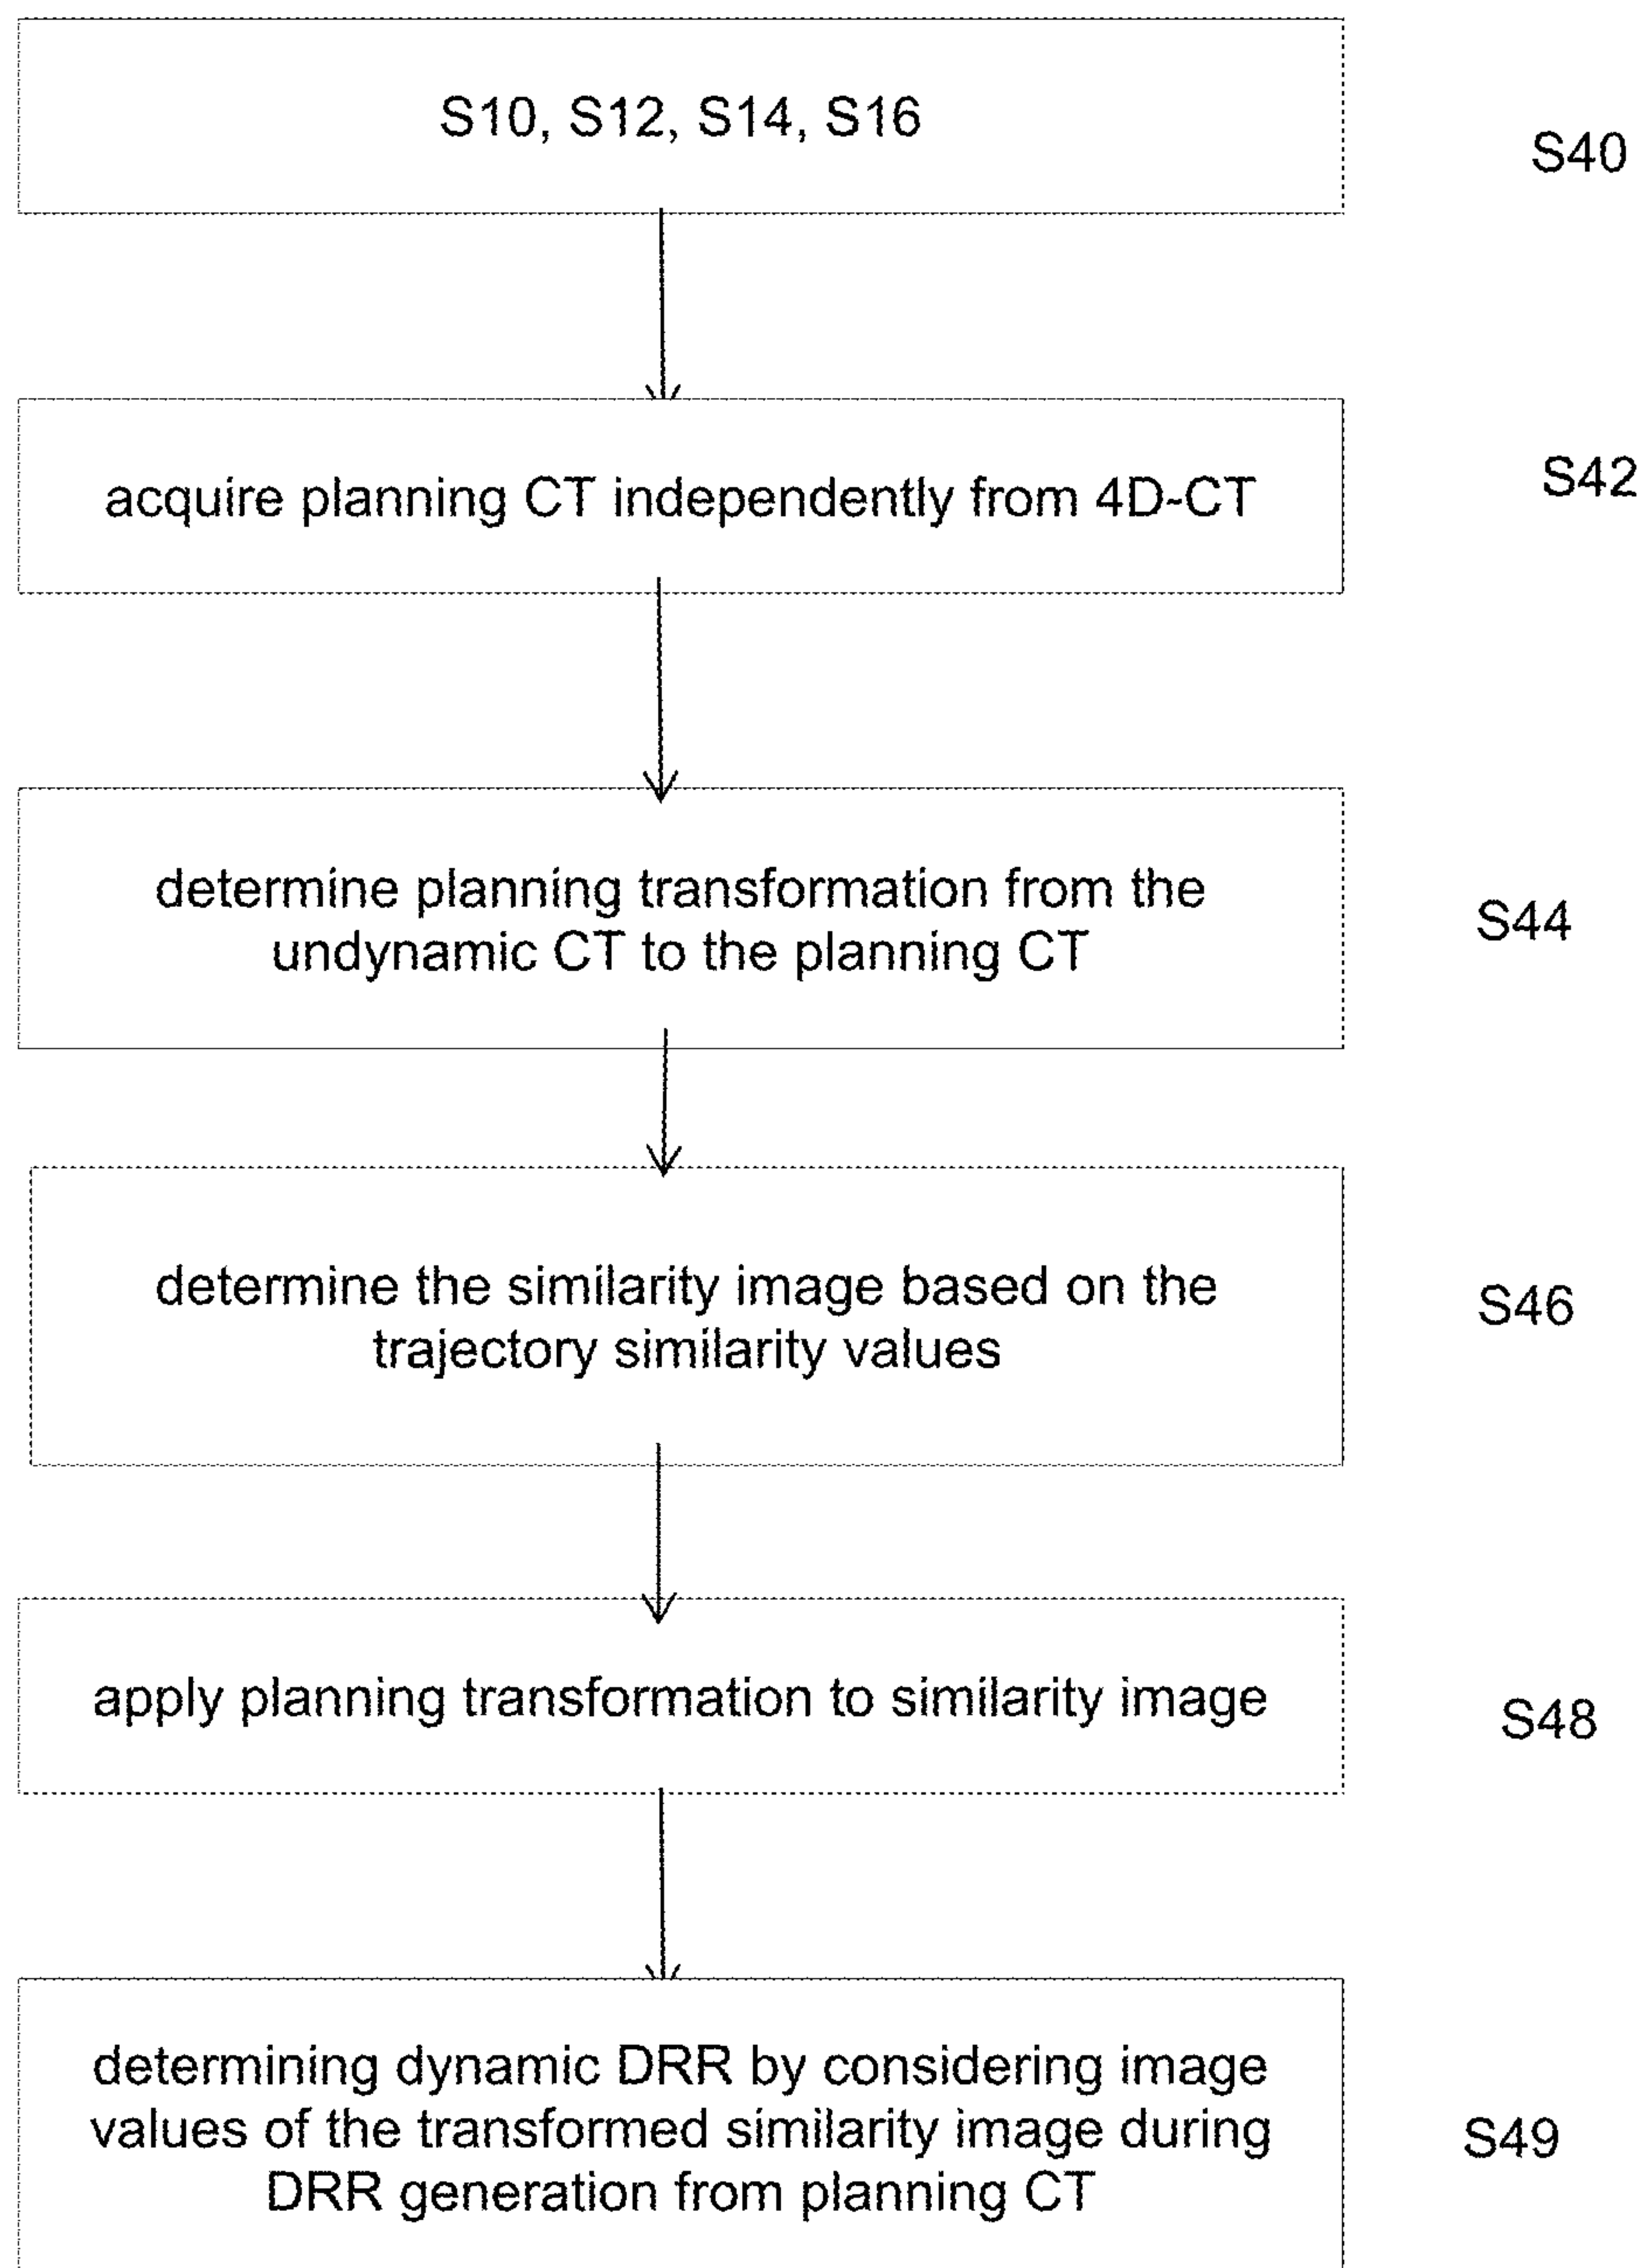 S10, S12, S14, S16
S40
acquire planning CT independently from 4D-CT
S42
determine planning transformation from the
undynamic CT to the planning CT
S44
determine the similarity image based on the
trajectory similarity values
S46
apply planning transformation to similarity image
S48
determining dynamic DRR by considering image
values of the transformed similarity image during
DRR generation from planning CT
S49